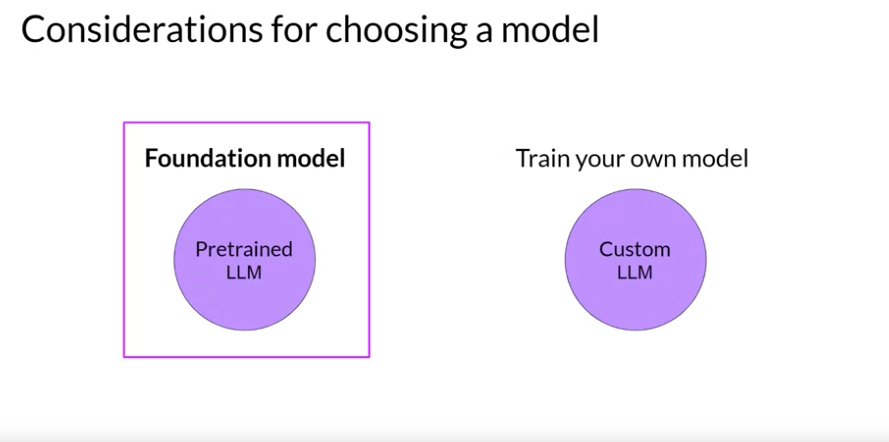 Considerations for choosing a model
Foundation model
Pretrained
LLM
Train your own model
Custom
LLM